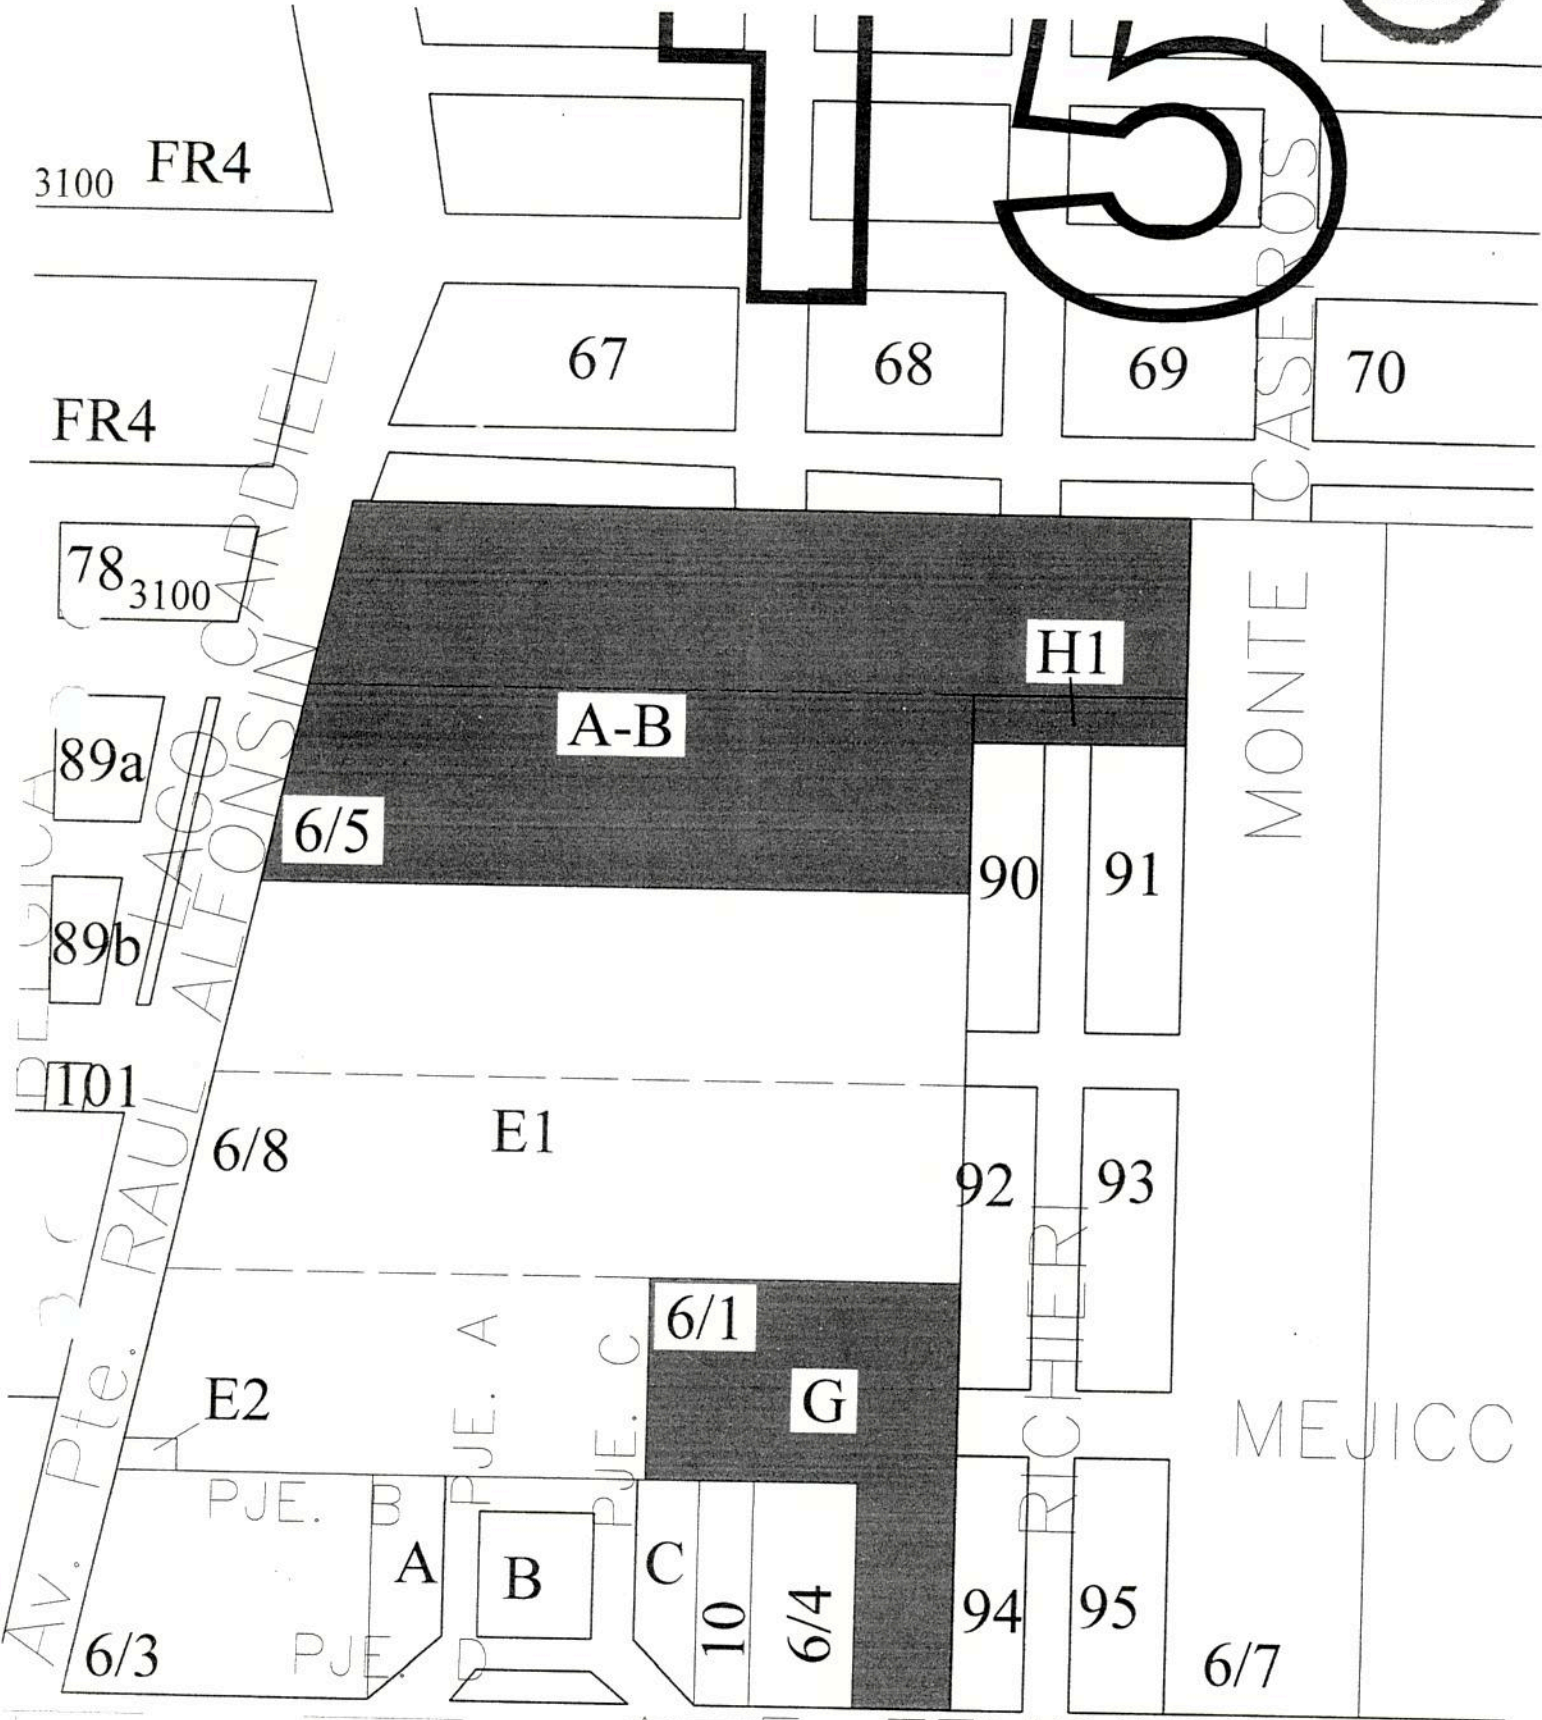 15
3100 FR4
CASEROS
67
68
69
70
FR4
CARDIEL
78 3100
H1
MONTE
A-B
89a
LAGO
6/5
90
91
BELGICA
89b
101
Av. Pte. RAUL ALFONSIN
6/8
E1
92
93
6/1
PJE. A
PJE. C
RICHIERI
E2
G
MEJICC
PJE. B
A
B
C
10
6/4
94
95
6/3
PJE. D
6/7